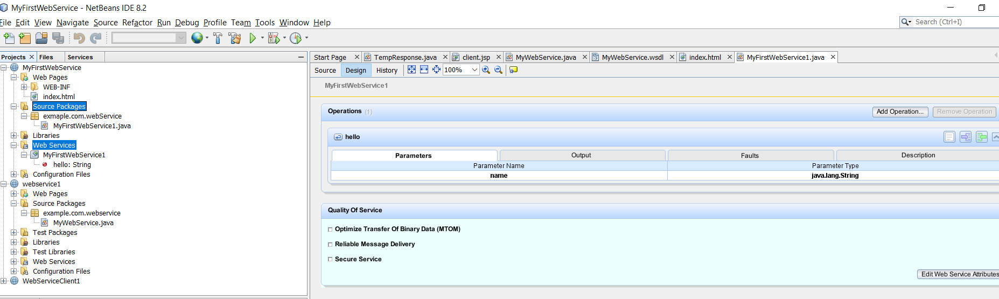 MyFirstWebService - NetBeans IDE 8.2
File Edit View Navigate Source Refactor Run Debug Profile Team Tools Window Help
Search (Ctrl+I)
Projects Files Services
MyFirstWebService
Web Pages
WEB-INF
index.html
Source Packages
exmaple.com.webService
MyFirstWebService1.java
Libraries
Web Services
MyFirstWebService1
hello: String
Configuration Files
webservice1
Web Pages
Source Packages
example.com.webservice
MyWebService.java
Test Packages
Libraries
Test Libraries
Web Services
Configuration Files
WebServiceClient1
Start Page TempResponse.java client.jsp MyWebService.java MyWebService.wsdl index.html MyFirstWebService1.java
Source Design History 100%
MyFirstWebService1
Operations (1) Add Operation... Remove Operation
hello
Parameters Output Faults Description
Parameter Name Parameter Type
name java.lang.String
Quality Of Service
Optimize Transfer Of Binary Data (MTOM)
Reliable Message Delivery
Secure Service
Edit Web Service Attributes